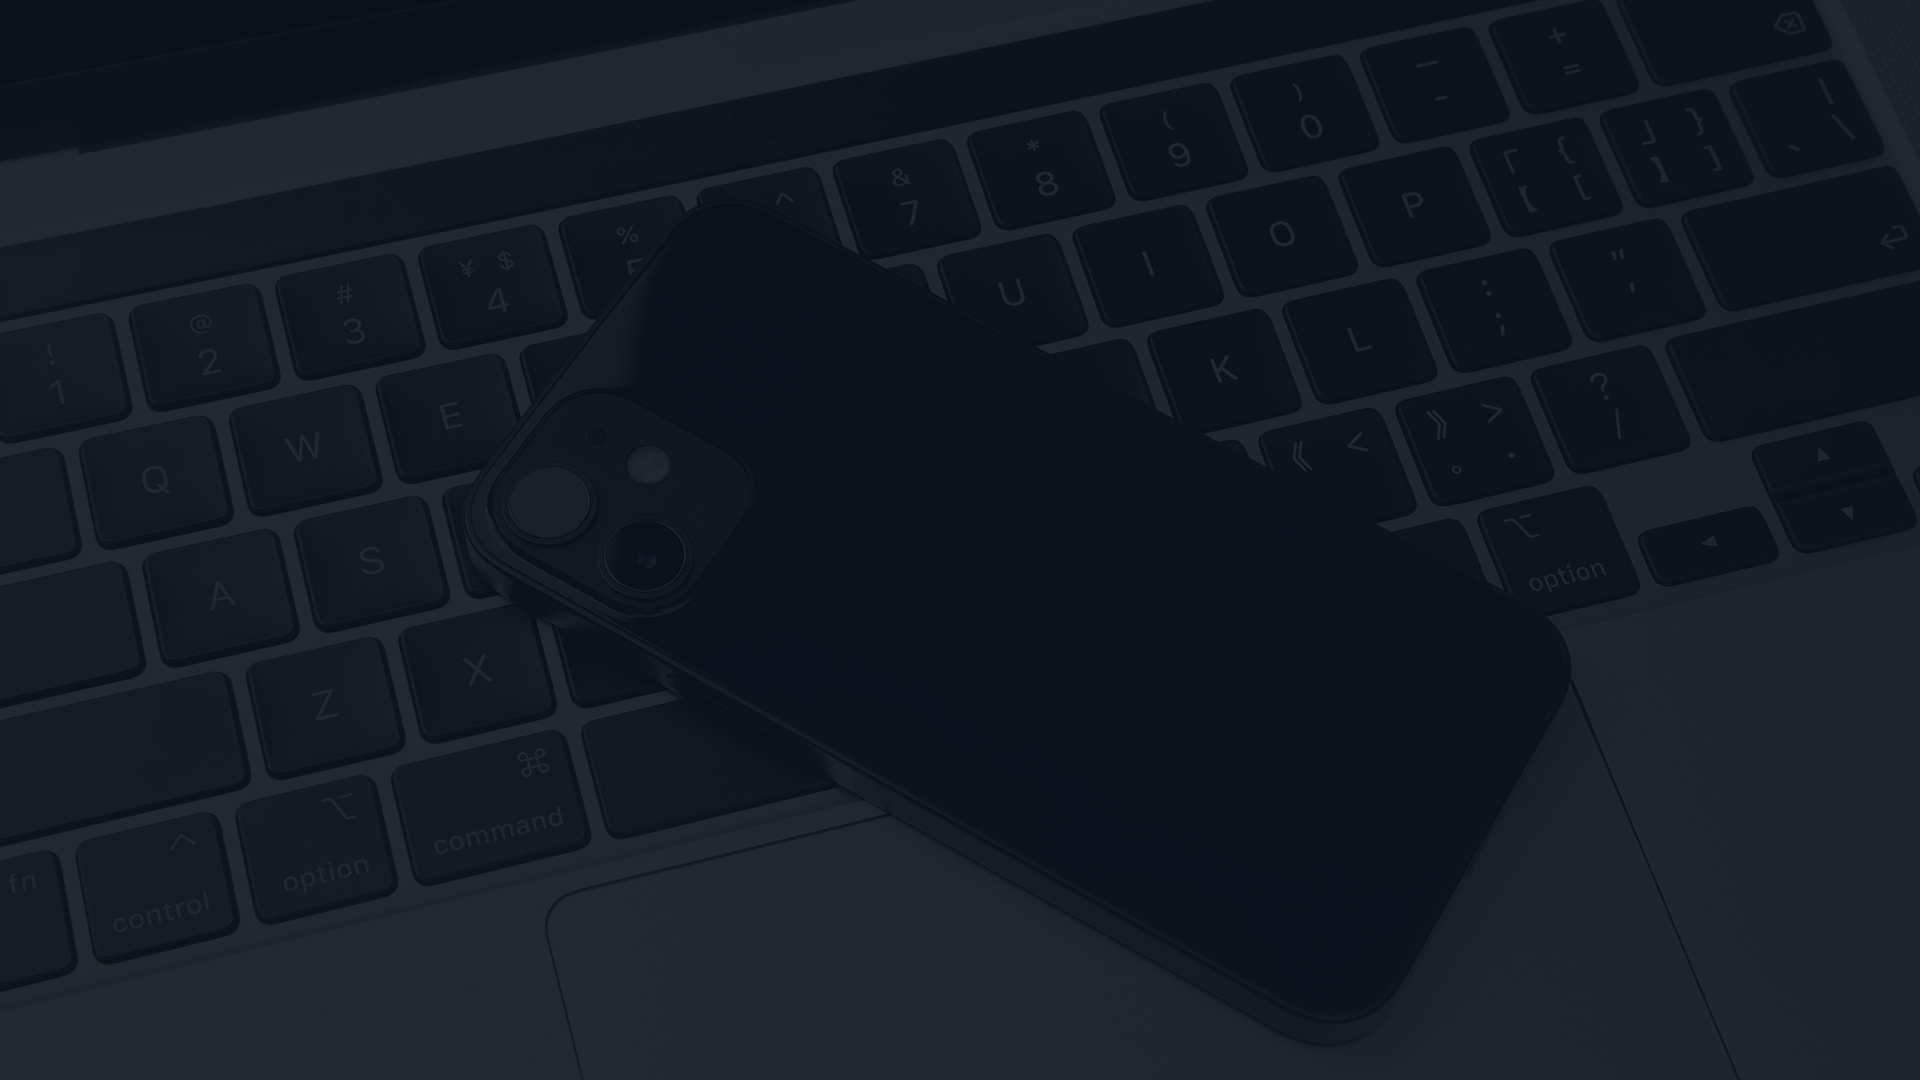 ! @ # ¥ $ % ^ & * ( ) — + 
1 2 3 4 7 8 9 0 - =
Q W E U I O P 「 { 」 } |
【 [ 】 ] 、 \
A S K L : "
; '
Z X 《 < 》 > ?
。 . /
fn ^ ⌥ ⌘ ⌥
control option command option